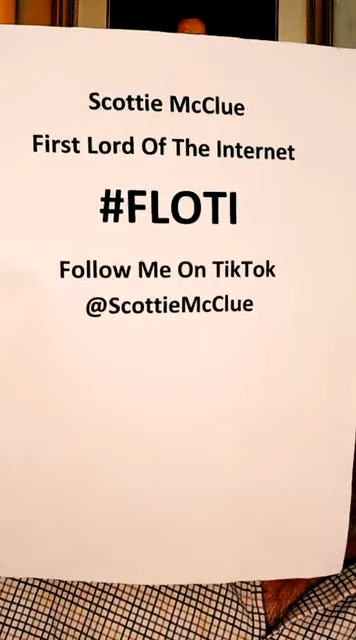 Scottie McClue
First Lord Of The Internet
#FLOTI
Follow Me On TikTok
@ScottieMcClue